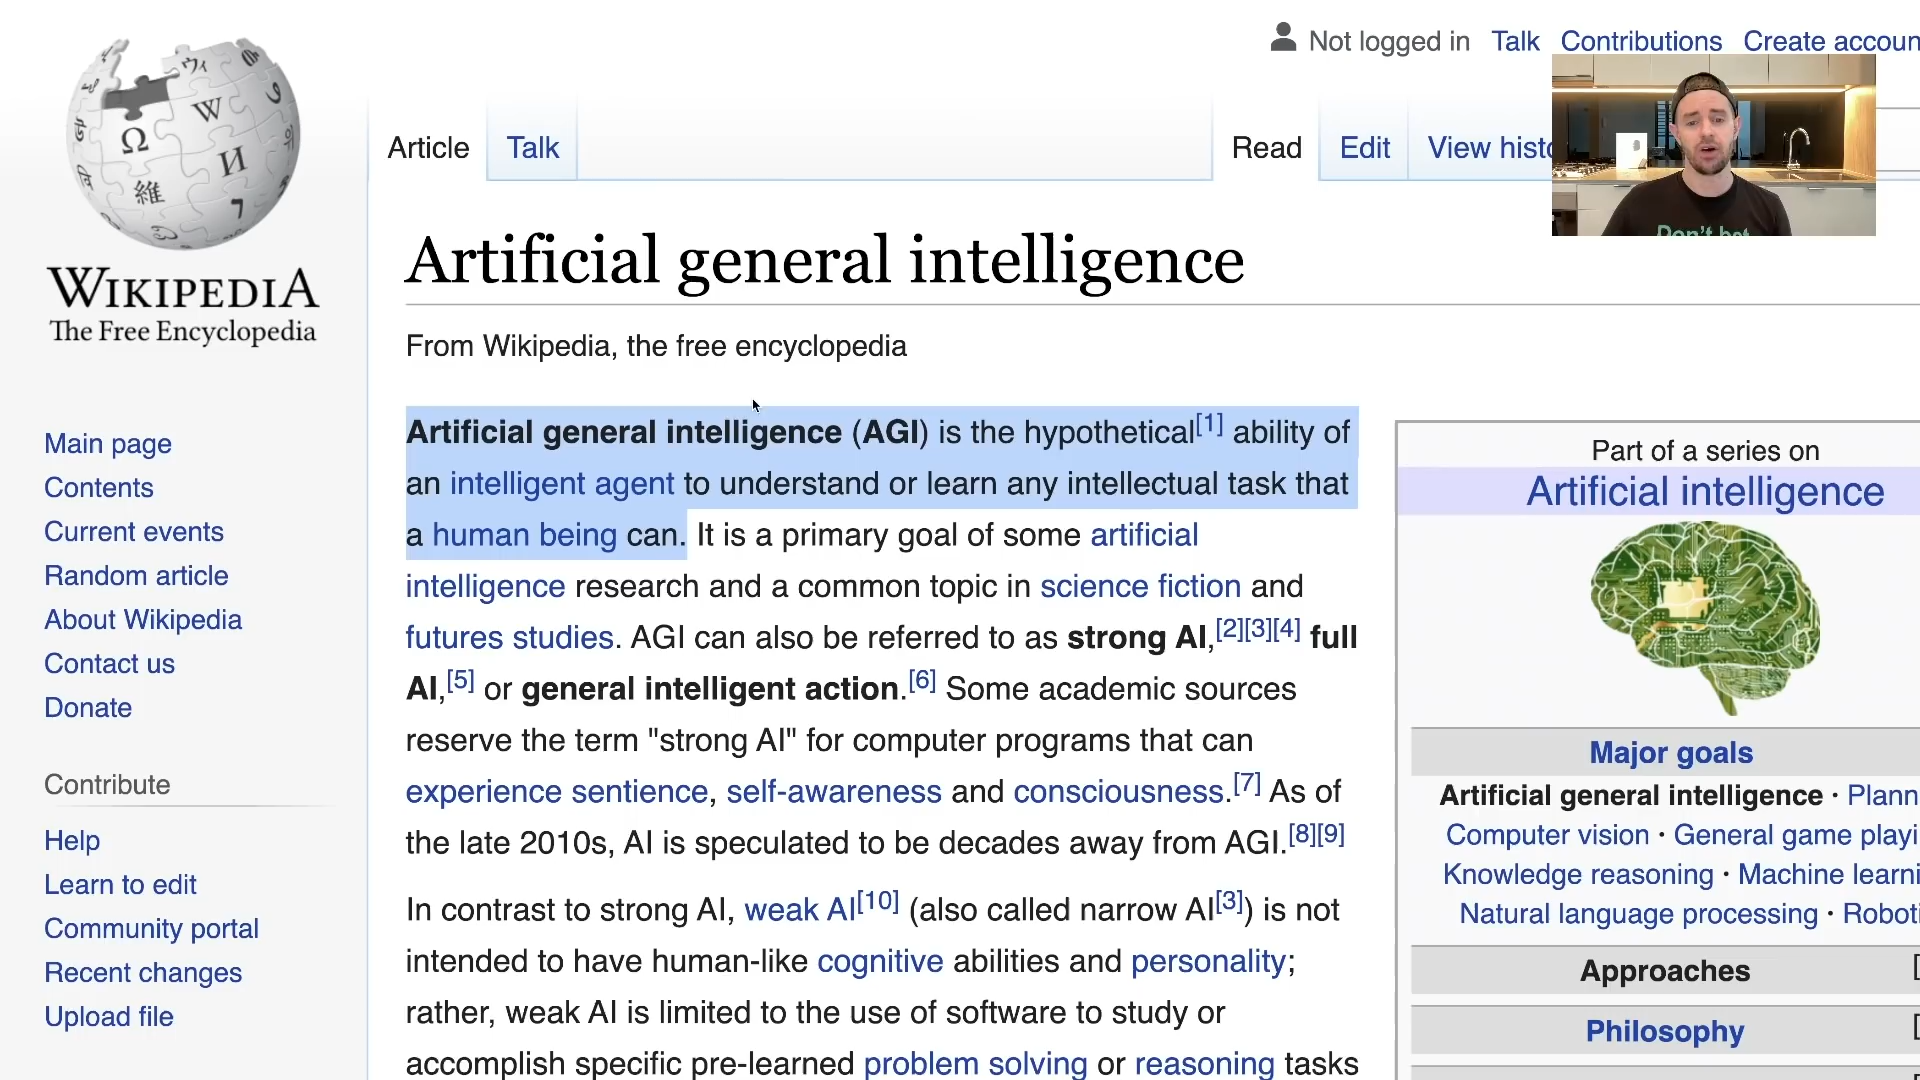 Not logged in Talk Contributions Create accoun
Article Talk Read Edit View histo
WIKIPEDIA
The Free Encyclopedia
Don't bet
Artificial general intelligence
From Wikipedia, the free encyclopedia
Main page
Contents
Current events
Random article
About Wikipedia
Contact us
Donate
Contribute
Help
Learn to edit
Community portal
Recent changes
Upload file
Artificial general intelligence (AGI) is the hypothetical[1] ability of
an intelligent agent to understand or learn any intellectual task that
a human being can. It is a primary goal of some artificial
intelligence research and a common topic in science fiction and
futures studies. AGI can also be referred to as strong AI,[2][3][4] full
AI,[5] or general intelligent action.[6] Some academic sources
reserve the term "strong AI" for computer programs that can
experience sentience, self-awareness and consciousness.[7] As of
the late 2010s, AI is speculated to be decades away from AGI.[8][9]
In contrast to strong AI, weak AI[10] (also called narrow AI[3]) is not
intended to have human-like cognitive abilities and personality;
rather, weak AI is limited to the use of software to study or
accomplish specific pre-learned problem solving or reasoning tasks
Part of a series on
Artificial intelligence
Major goals
Artificial general intelligence · Plann
Computer vision · General game playi
Knowledge reasoning · Machine learni
Natural language processing · Roboti
Approaches
Philosophy